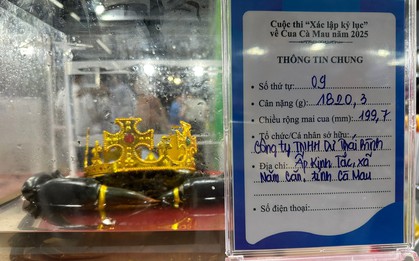 Cuộc thi “Xác lập kỷ lục”
về Cua Cà Mau năm 2025
THÔNG TIN CHUNG
Số thứ tự: 09
Cân nặng (g): 1820,3
Chiều rộng mai cua (mm): 199,7
Tổ chức/Cá nhân sở hữu:
Công ty TNHH Dư Thái Bình
Địa chỉ: Ấp Kinh Tắc, xã
Năm Căn, tỉnh Cà Mau
Số điện thoại: